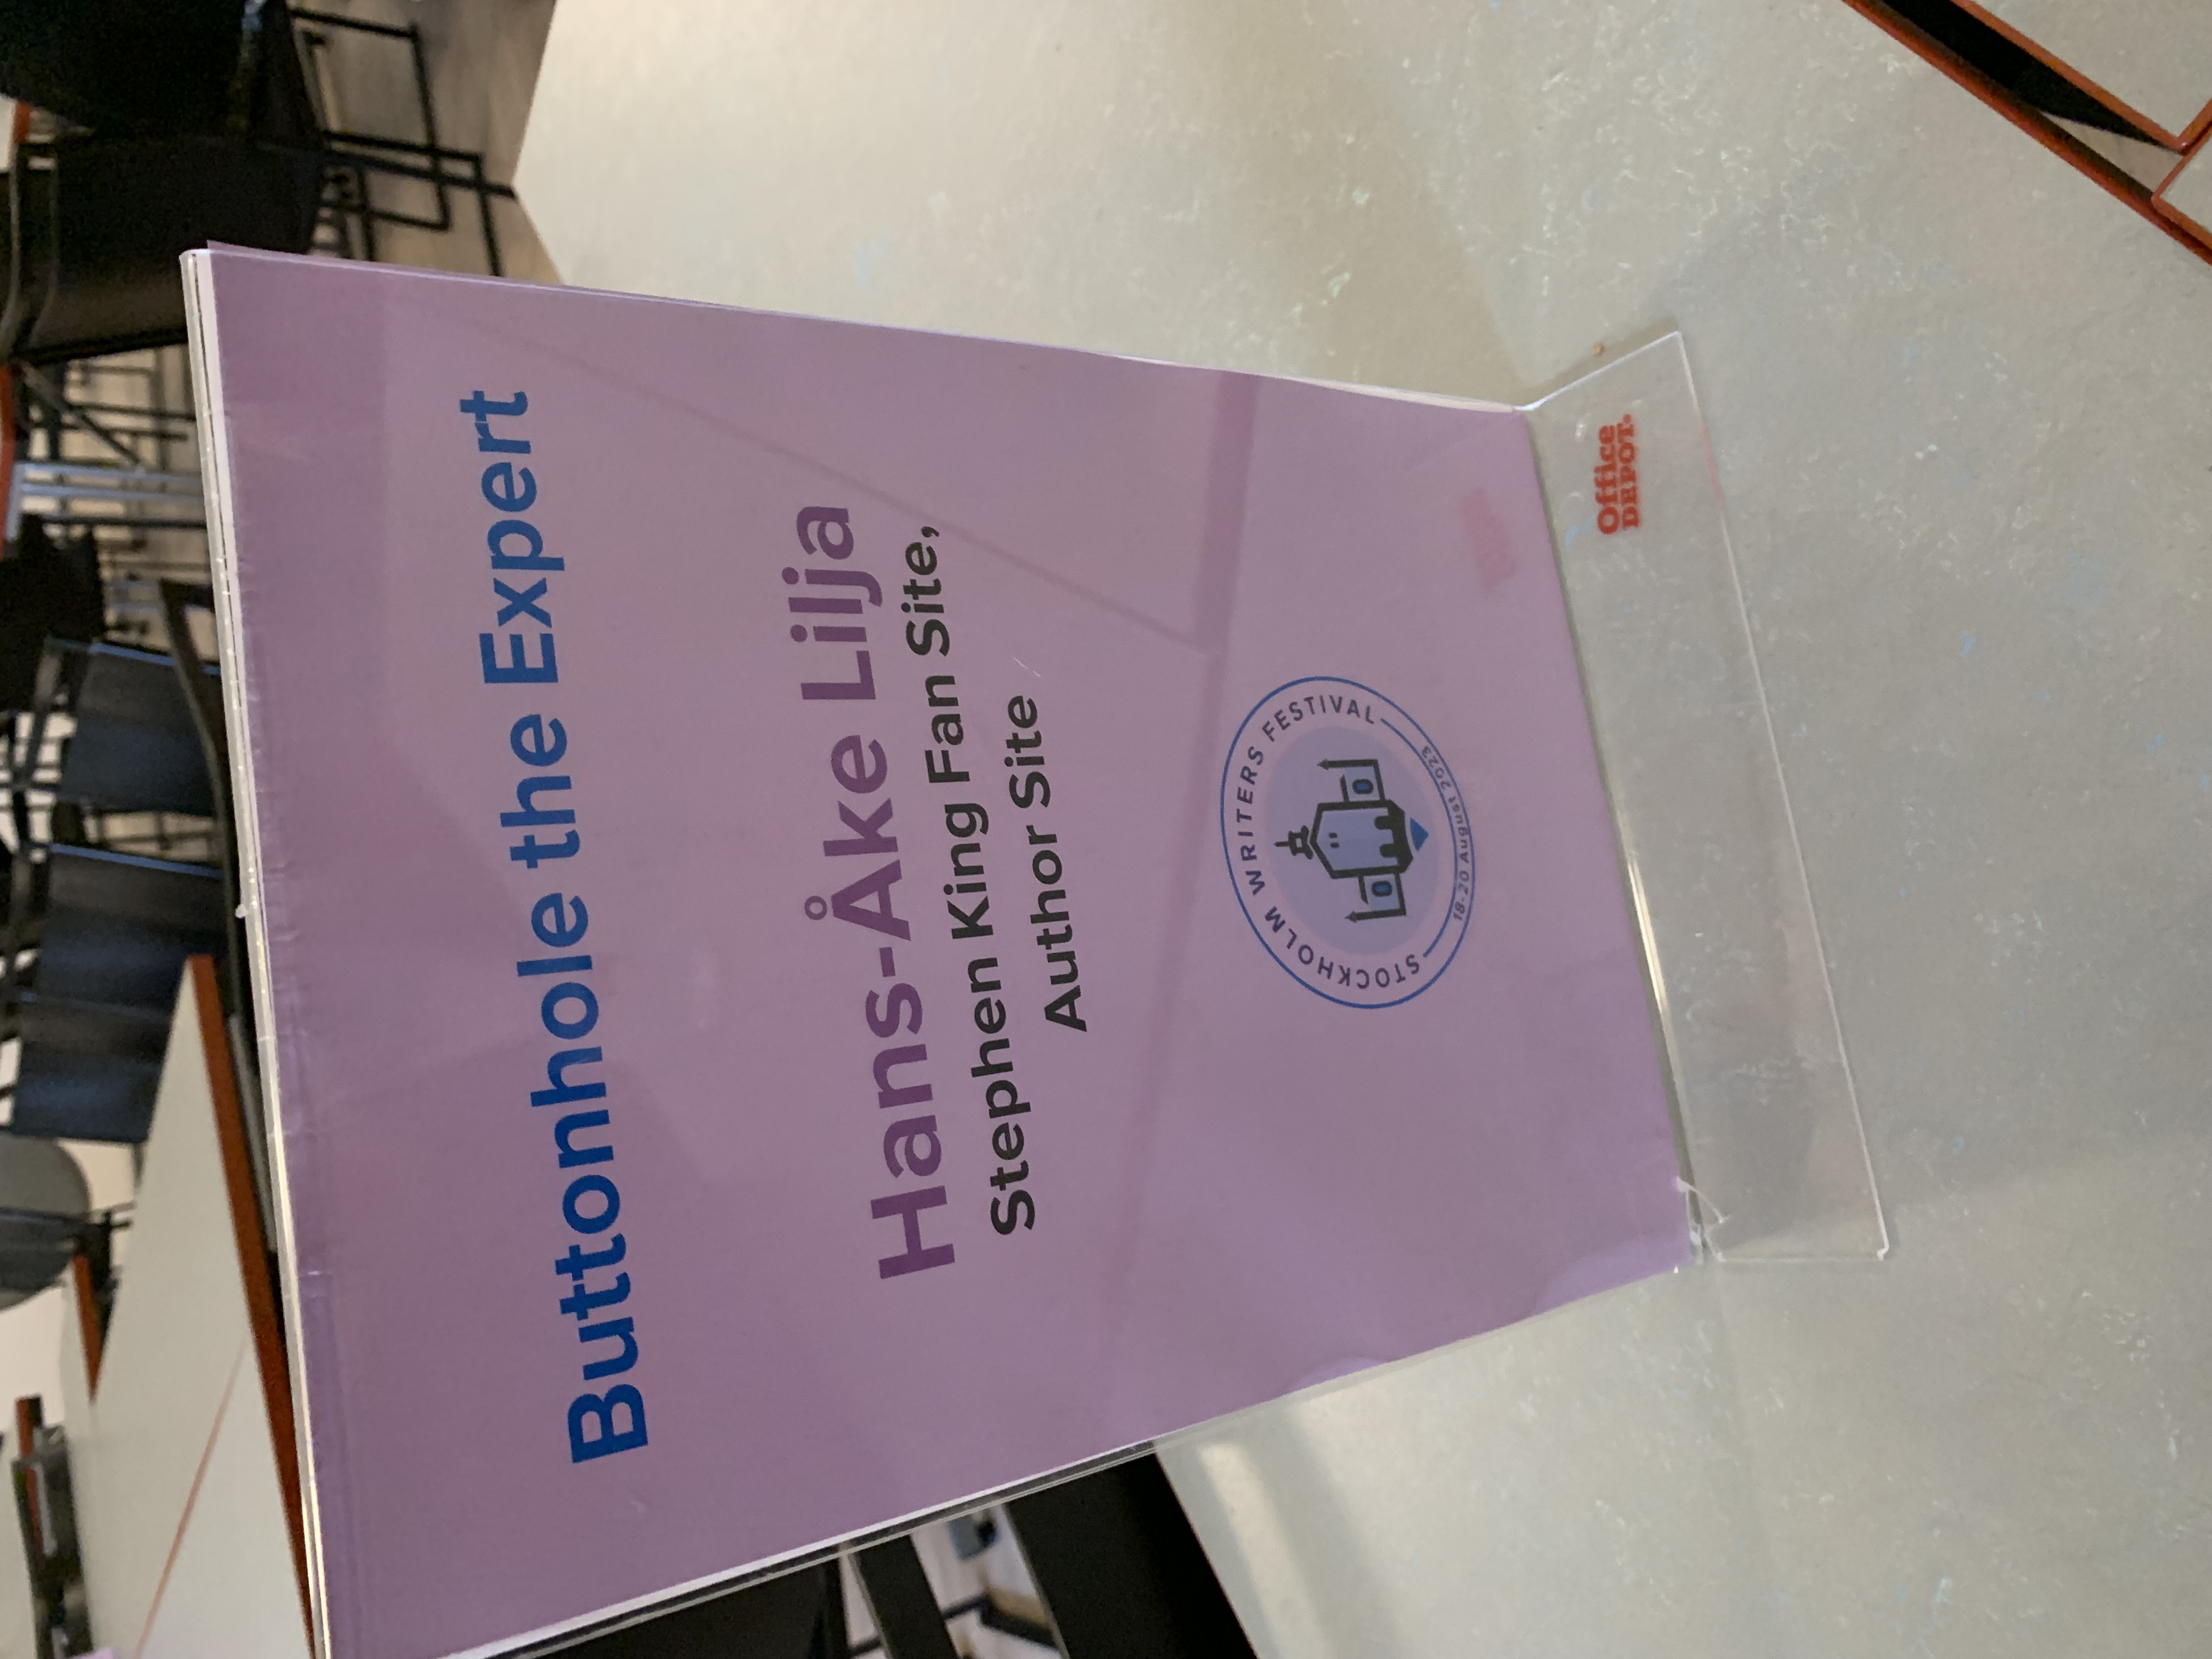 Buttonhole the Expert
Hans-Åke Lilja
Stephen King Fan Site,
Author Site
STOCKHOLM WRITERS FESTIVAL
18-20 August 2023
Office
DEPOT